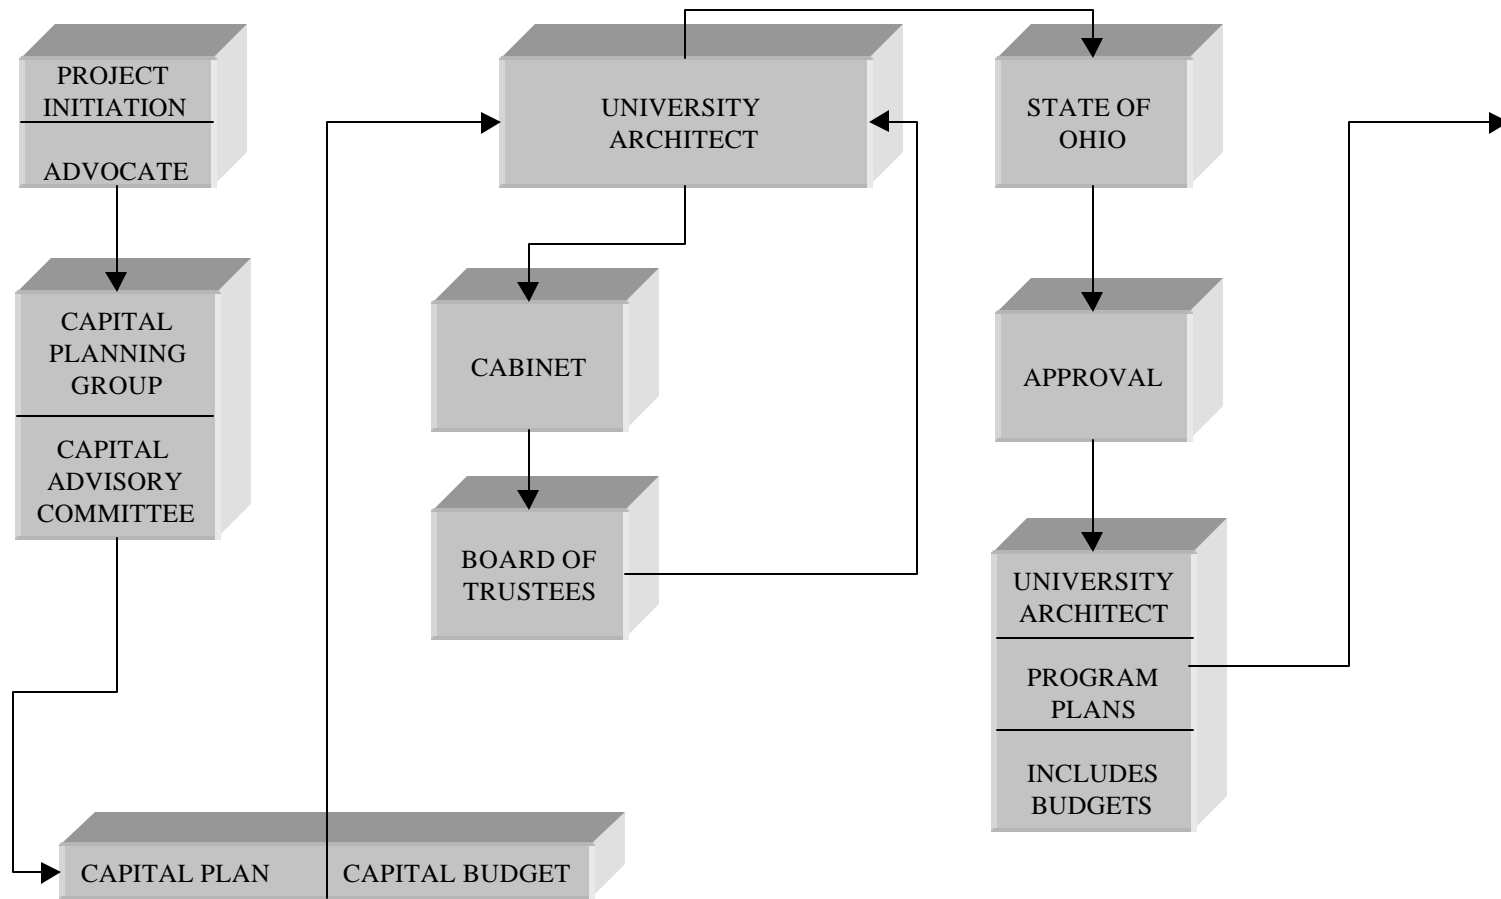 PROJECT
INITIATION
ADVOCATE
CAPITAL
PLANNING
GROUP
CAPITAL
ADVISORY
COMMITTEE
CAPITAL PLAN
CAPITAL BUDGET
UNIVERSITY
ARCHITECT
CABINET
BOARD OF
TRUSTEES
STATE OF
OHIO
APPROVAL
UNIVERSITY
ARCHITECT
PROGRAM
PLANS
INCLUDES
BUDGETS